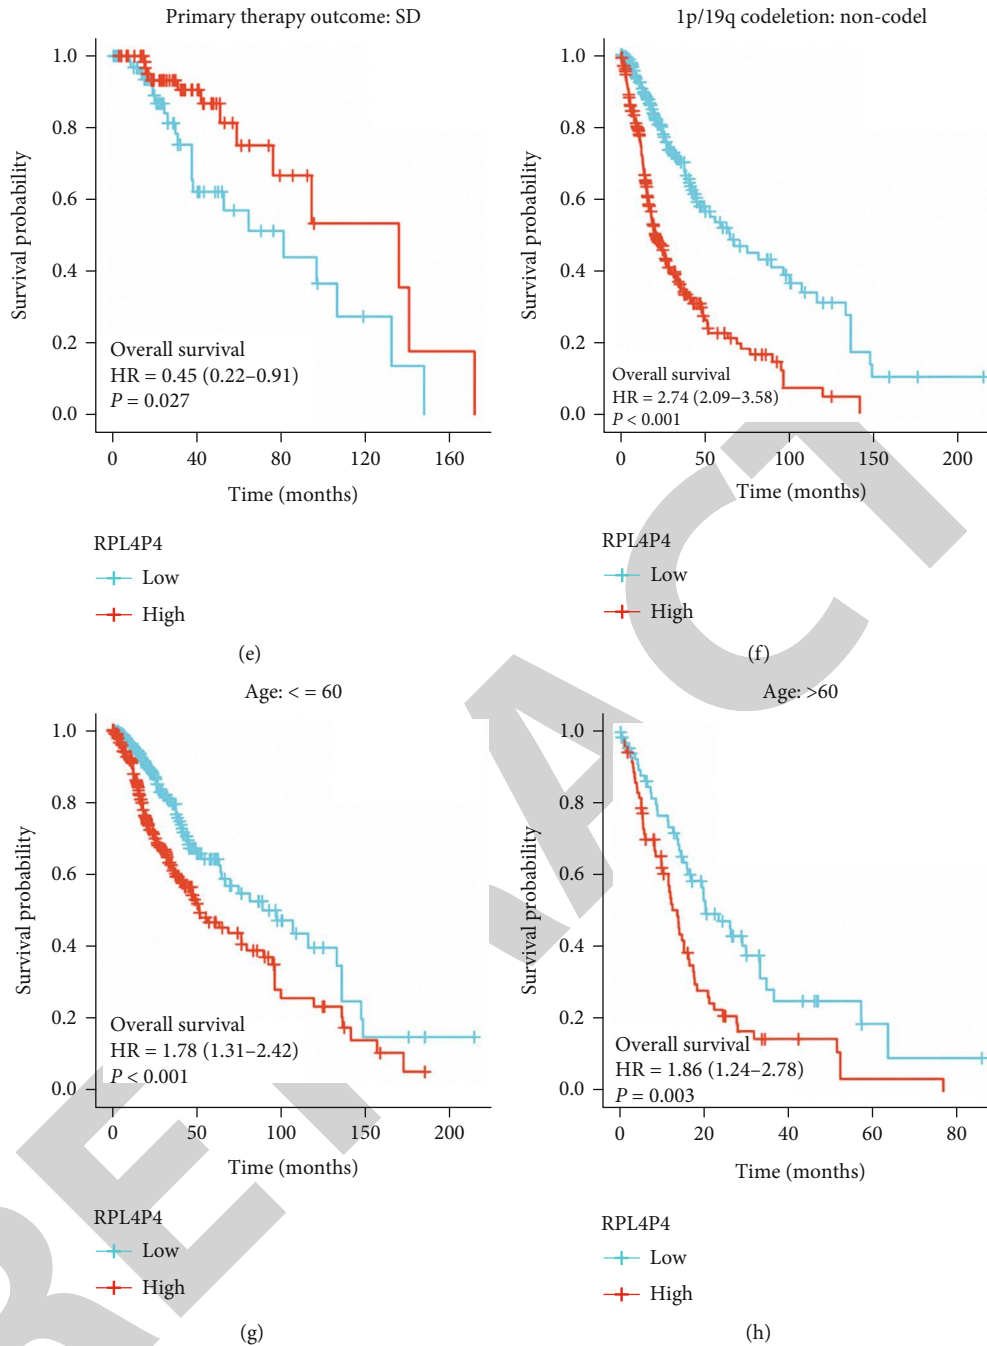 Primary therapy outcome: SD
Survival probability
1.0
0.8
0.6
0.4
0.2
0.0
Overall survival
HR = 0.45 (0.22–0.91)
P = 0.027
0 40 80 120 160
Time (months)
RPL4P4
Low
High
(e)
1p/19q codeletion: non-codel
Survival probability
1.0
0.8
0.6
0.4
0.2
0.0
Overall survival
HR = 2.74 (2.09–3.58)
P < 0.001
0 50 100 150 200
Time (months)
RPL4P4
Low
High
(f)
Age: < = 60
Survival probability
1.0
0.8
0.6
0.4
0.2
0.0
Overall survival
HR = 1.78 (1.31–2.42)
P < 0.001
0 50 100 150 200
Time (months)
RPL4P4
Low
High
(g)
Age: >60
Survival probability
1.0
0.8
0.6
0.4
0.2
0.0
Overall survival
HR = 1.86 (1.24–2.78)
P = 0.003
0 20 40 60 80
Time (months)
RPL4P4
Low
High
(h)
RETRACT